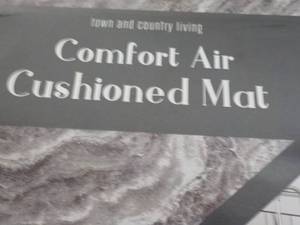 town and country living
Comfort Air
Cushioned Mat